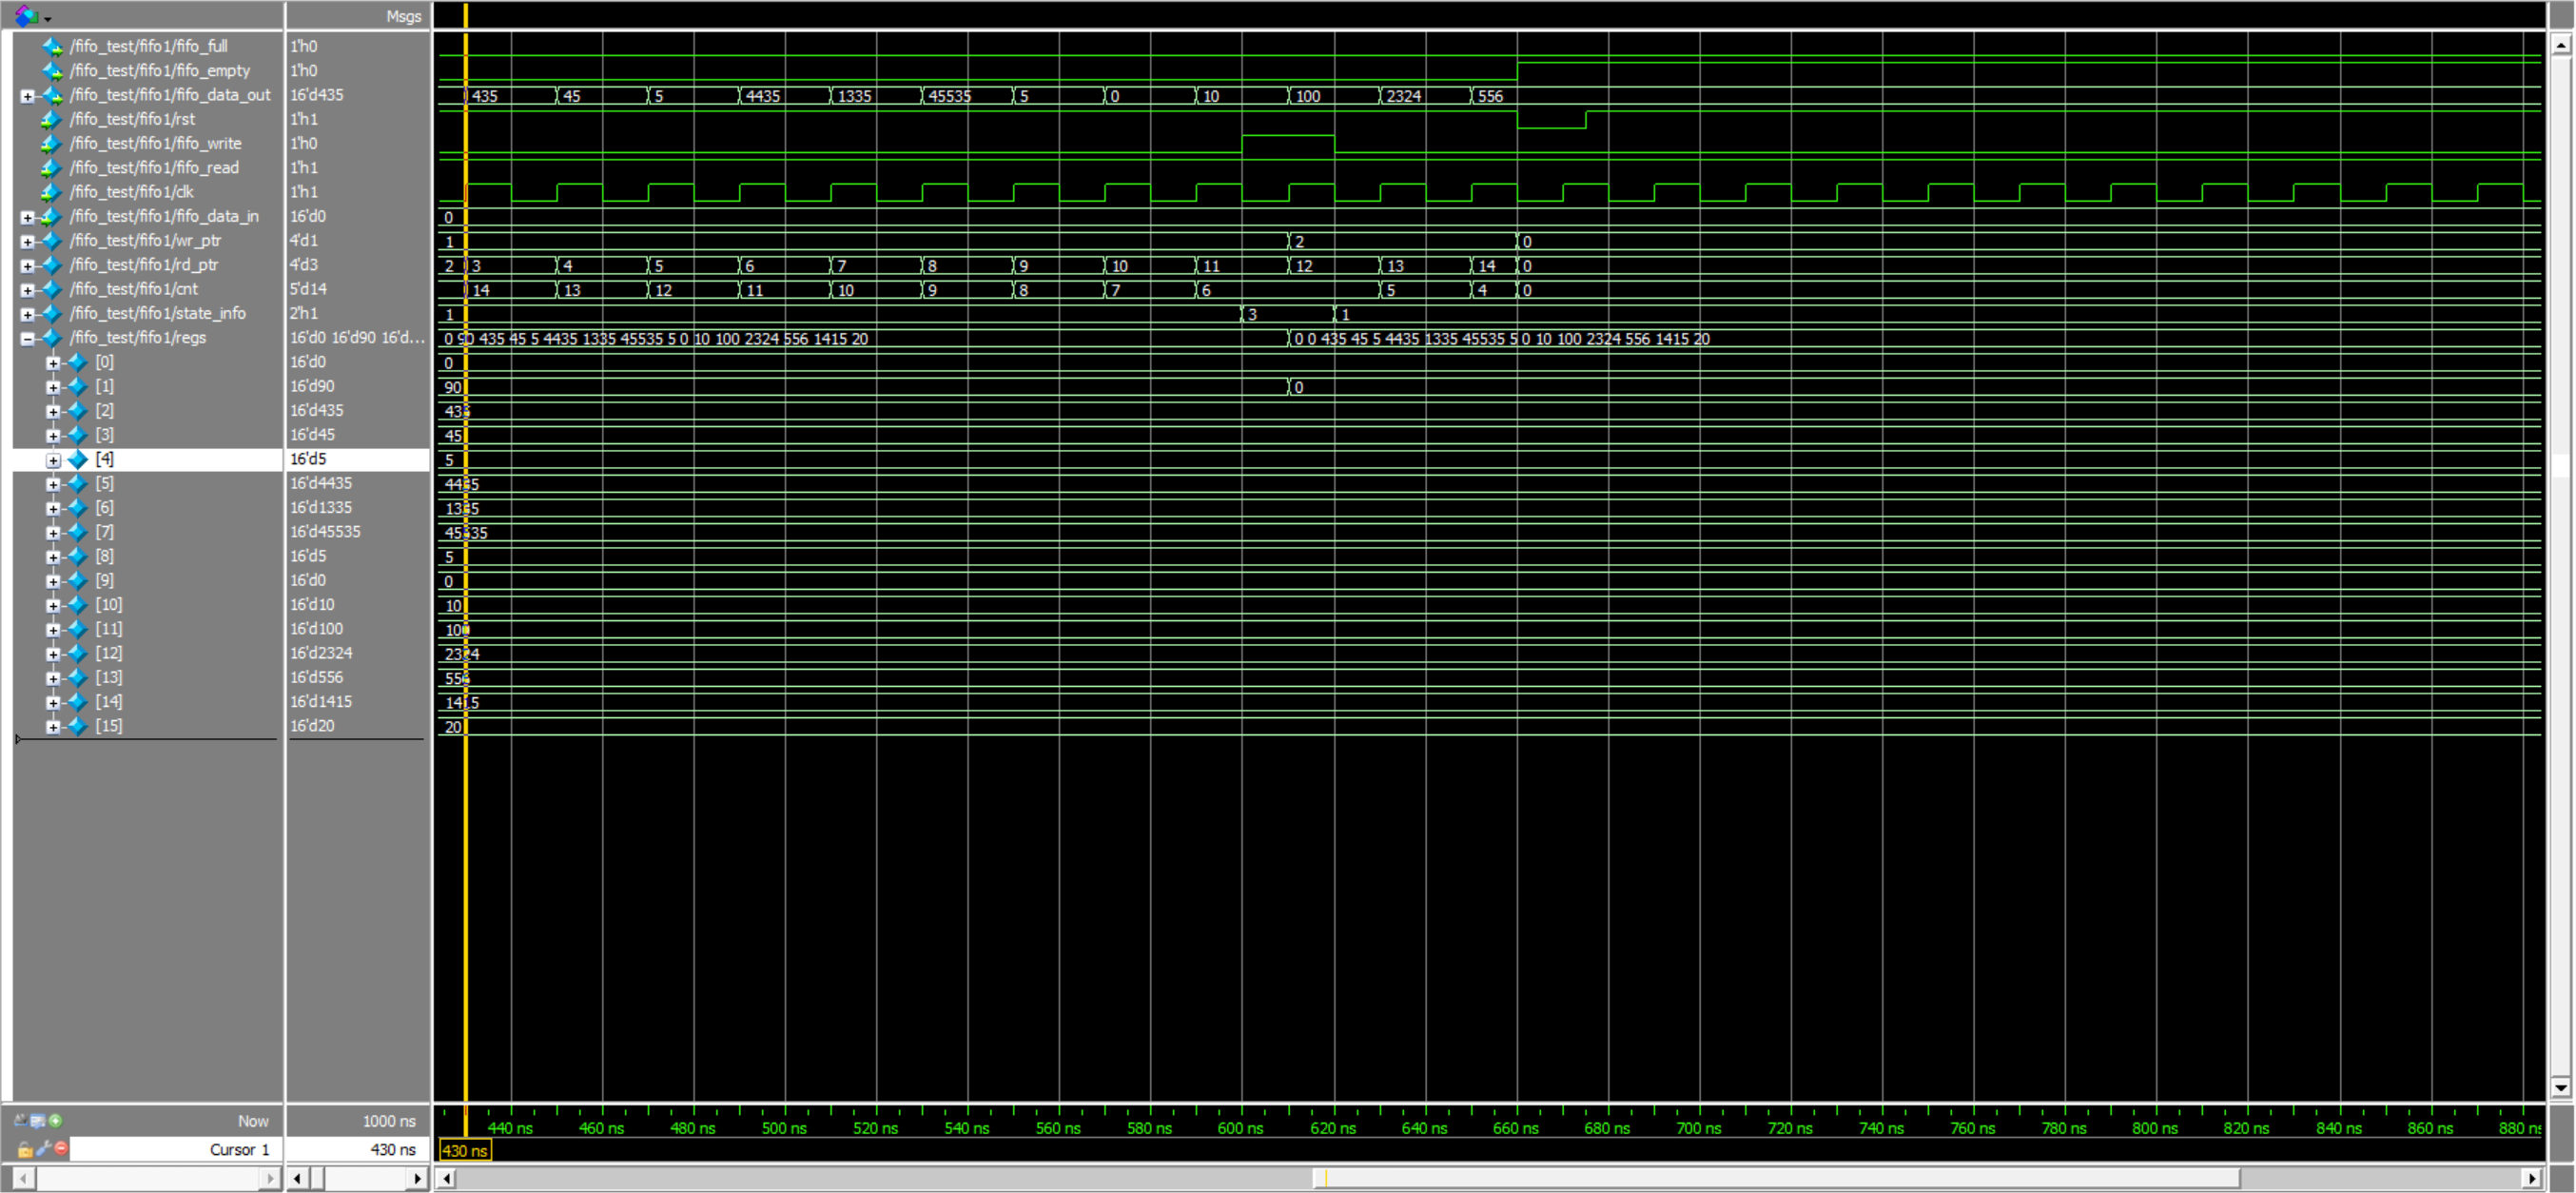 Msgs
/fifo_test/fifo1/fifo_full 1'h0
/fifo_test/fifo1/fifo_empty 1'h0
/fifo_test/fifo1/fifo_data_out 16'd435 435 45 5 4435 1335 45535 5 0 10 100 2324 556
/fifo_test/fifo1/rst 1'h1
/fifo_test/fifo1/fifo_write 1'h0
/fifo_test/fifo1/fifo_read 1'h1
/fifo_test/fifo1/clk 1'h1
/fifo_test/fifo1/fifo_data_in 16'd0 0
/fifo_test/fifo1/wr_ptr 4'd1 1 2 0
/fifo_test/fifo1/rd_ptr 4'd3 2 3 4 5 6 7 8 9 10 11 12 13 14 0
/fifo_test/fifo1/cnt 5'd14 14 13 12 11 10 9 8 7 6 5 4 0
/fifo_test/fifo1/state_info 2'h1 1 3 1
/fifo_test/fifo1/regs 16'd0 16'd90 16'd... 0 90 435 45 5 4435 1335 45535 5 0 10 100 2324 556 1415 20 0 0 435 45 5 4435 1335 45535 5 0 10 100 2324 556 1415 20
[0] 16'd0 0
[1] 16'd90 90 0
[2] 16'd435 435
[3] 16'd45 45
[4] 16'd5 5
[5] 16'd4435 4435
[6] 16'd1335 1335
[7] 16'd45535 45535
[8] 16'd5 5
[9] 16'd0 0
[10] 16'd10 10
[11] 16'd100 100
[12] 16'd2324 2324
[13] 16'd556 556
[14] 16'd1415 1415
[15] 16'd20 20
Now 1000 ns 440 ns 460 ns 480 ns 500 ns 520 ns 540 ns 560 ns 580 ns 600 ns 620 ns 640 ns 660 ns 680 ns 700 ns 720 ns 740 ns 760 ns 780 ns 800 ns 820 ns 840 ns 860 ns 880 ns
Cursor 1 430 ns 430 ns